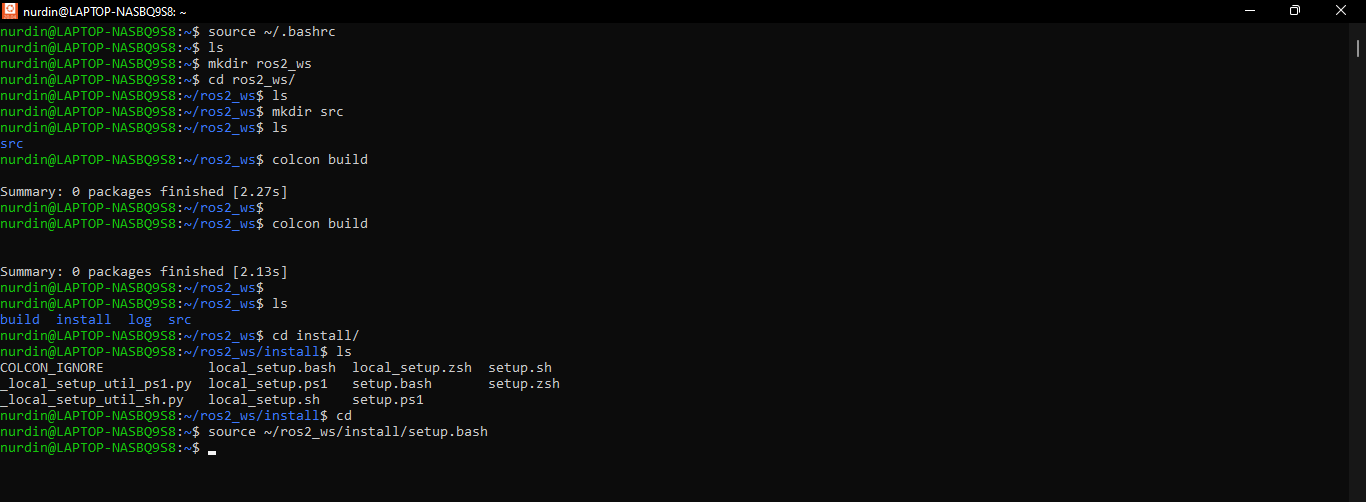 nurdin@LAPTOP-NASBQ9S8: ~
nurdin@LAPTOP-NASBQ9S8:~$ source ~/.bashrc
nurdin@LAPTOP-NASBQ9S8:~$ ls
nurdin@LAPTOP-NASBQ9S8:~$ mkdir ros2_ws
nurdin@LAPTOP-NASBQ9S8:~$ cd ros2_ws/
nurdin@LAPTOP-NASBQ9S8:~/ros2_ws$ ls
nurdin@LAPTOP-NASBQ9S8:~/ros2_ws$ mkdir src
nurdin@LAPTOP-NASBQ9S8:~/ros2_ws$ ls
src
nurdin@LAPTOP-NASBQ9S8:~/ros2_ws$ colcon build
Summary: 0 packages finished [2.27s]
nurdin@LAPTOP-NASBQ9S8:~/ros2_ws$
nurdin@LAPTOP-NASBQ9S8:~/ros2_ws$ colcon build
Summary: 0 packages finished [2.13s]
nurdin@LAPTOP-NASBQ9S8:~/ros2_ws$
nurdin@LAPTOP-NASBQ9S8:~/ros2_ws$ ls
build  install  log  src
nurdin@LAPTOP-NASBQ9S8:~/ros2_ws$ cd install/
nurdin@LAPTOP-NASBQ9S8:~/ros2_ws/install$ ls
COLCON_IGNORE             local_setup.bash  local_setup.zsh  setup.sh
_local_setup_util_ps1.py  local_setup.ps1   setup.bash       setup.zsh
_local_setup_util_sh.py   local_setup.sh    setup.ps1
nurdin@LAPTOP-NASBQ9S8:~/ros2_ws/install$ cd
nurdin@LAPTOP-NASBQ9S8:~$ source ~/ros2_ws/install/setup.bash
nurdin@LAPTOP-NASBQ9S8:~$